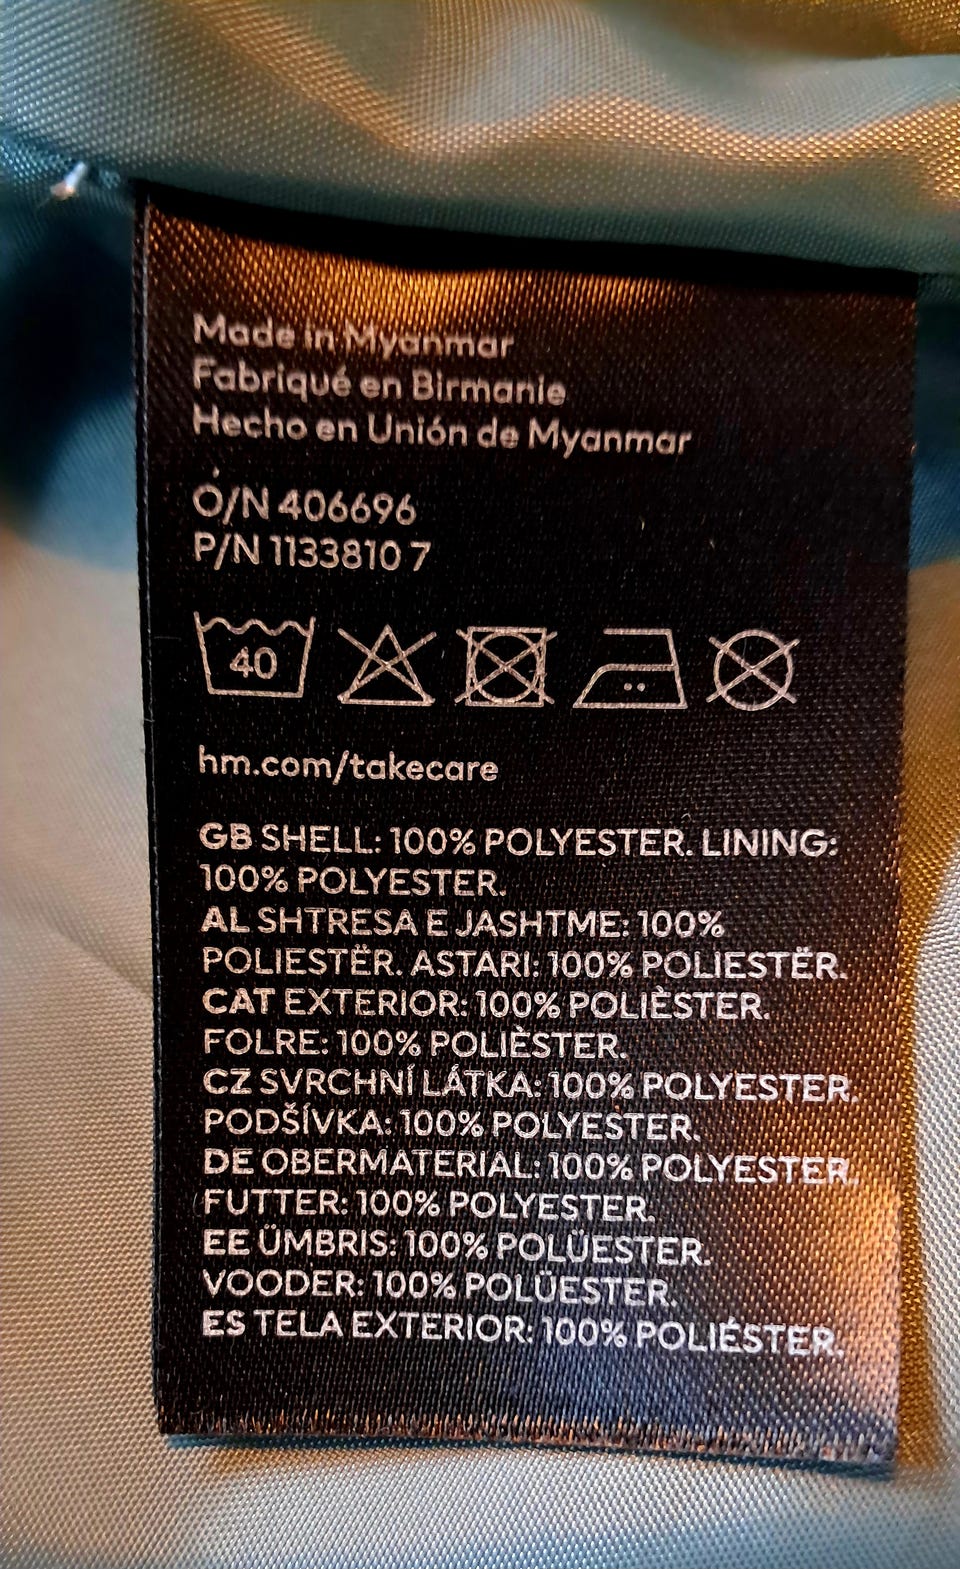 Made in Myanmar
Fabriqué en Birmanie
Hecho en Unión de Myanmar
O/N 406696
P/N 1133810 7
40
hm.com/takecare
GB SHELL: 100% POLYESTER. LINING:
100% POLYESTER.
AL SHTRESA E JASHTME: 100%
POLIESTËR. ASTARI: 100% POLIESTËR.
CAT EXTERIOR: 100% POLIÈSTER.
FOLRE: 100% POLIÈSTER.
CZ SVRCHNÍ LÁTKA: 100% POLYESTER.
PODŠÍVKA: 100% POLYESTER.
DE OBERMATERIAL: 100% POLYESTER.
FUTTER: 100% POLYESTER.
EE ÜMBRIS: 100% POLÜESTER.
VOODER: 100% POLÜESTER.
ES TELA EXTERIOR: 100% POLIÉSTER.